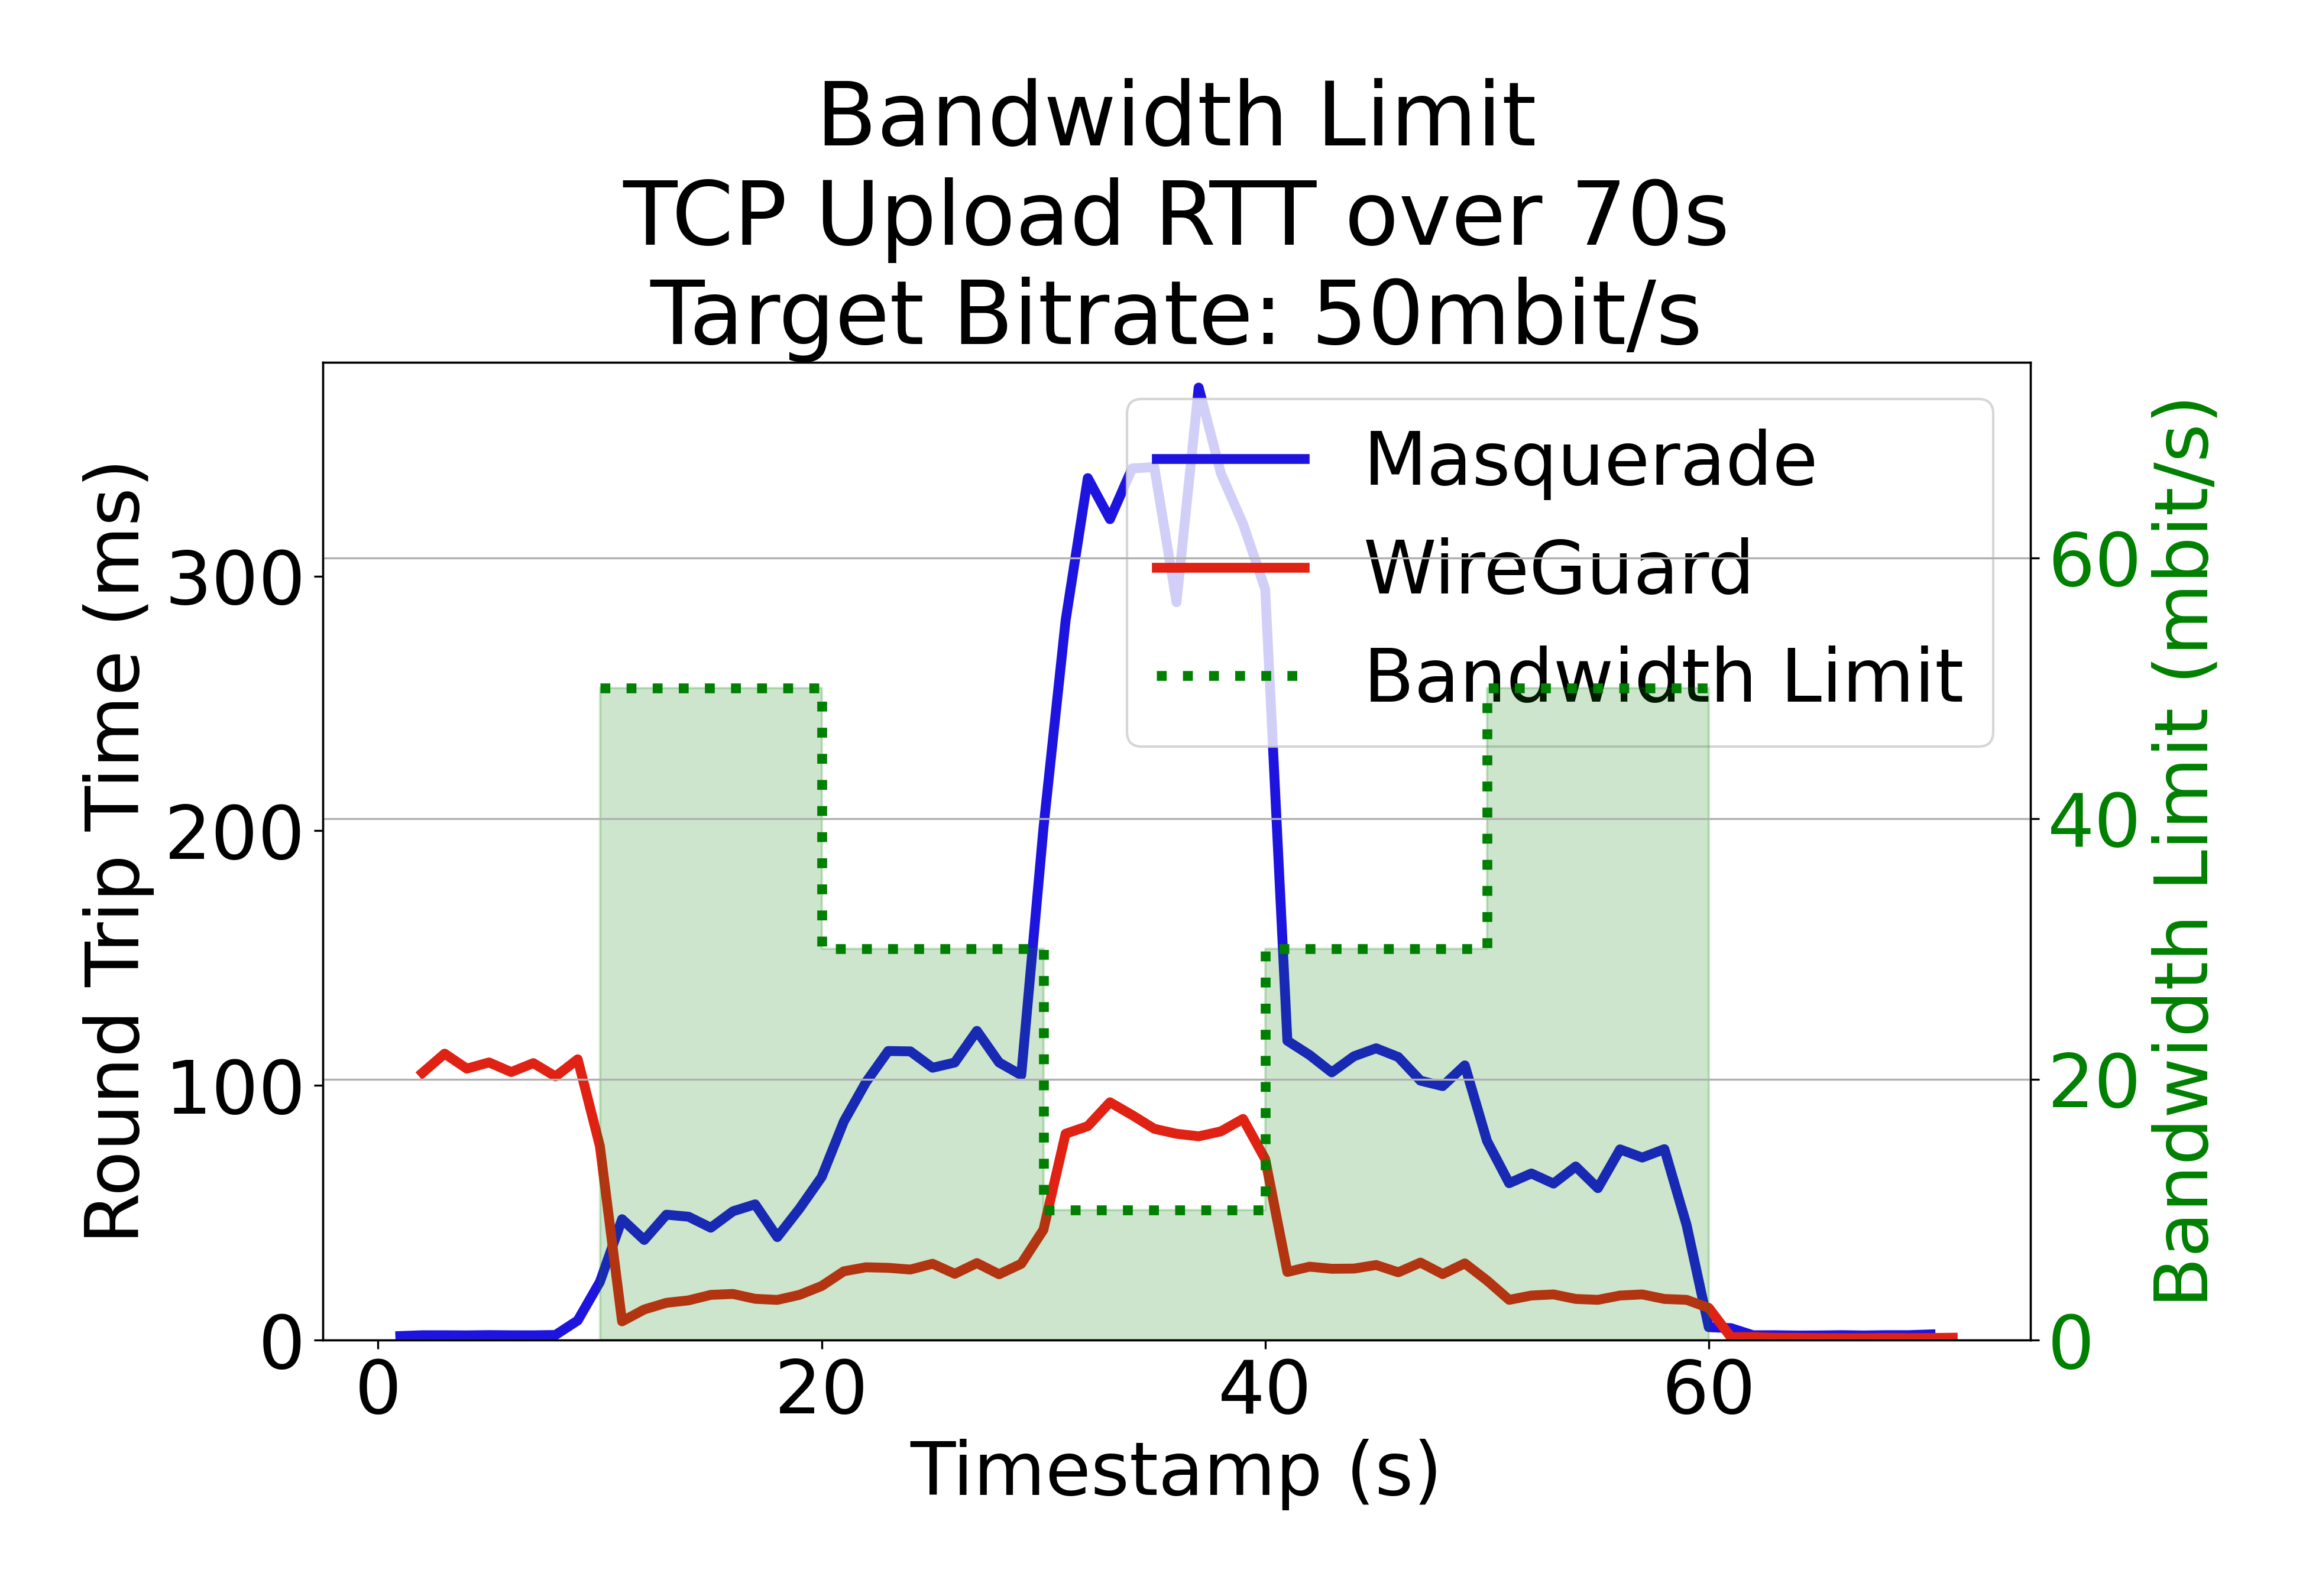 Bandwidth Limit
TCP Upload RTT over 70s
Target Bitrate: 50mbit/s
Round Trip Time (ms)
300
200
100
0
Masquerade
WireGuard
Bandwidth Limit
60
40
20
0
Bandwidth Limit (mbit/s)
0 20 40 60
Timestamp (s)